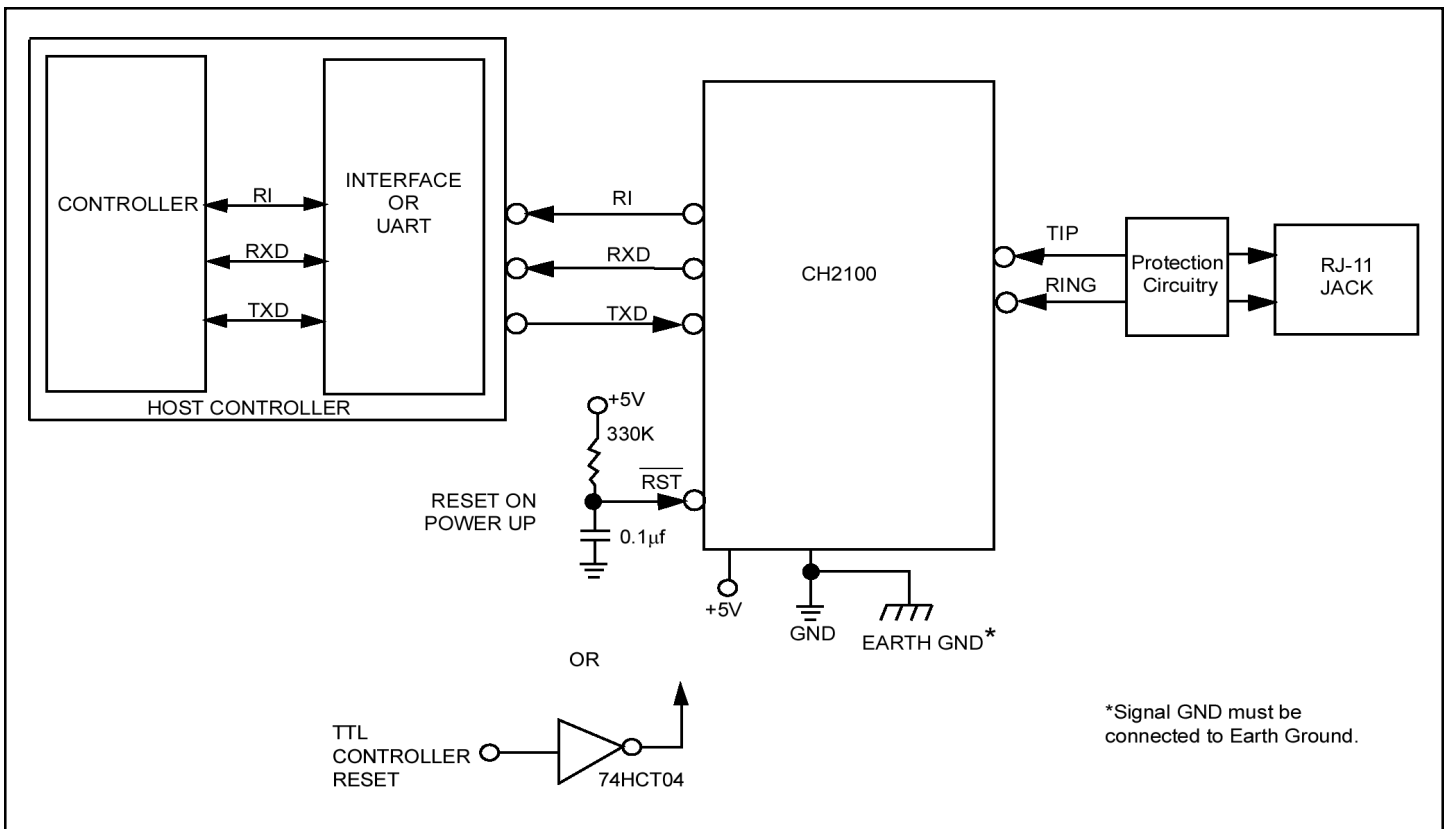 CONTROLLER
RI
RXD
TXD
INTERFACE
OR
UART
HOST CONTROLLER
RI
RXD
TXD
CH2100
TIP
RING
Protection
Circuitry
RJ-11
JACK
+5V
330K
RST
RESET ON
POWER UP
0.1μf
+5V
GND
EARTH GND*
OR
TTL
CONTROLLER
RESET
74HCT04
*Signal GND must be
connected to Earth Ground.